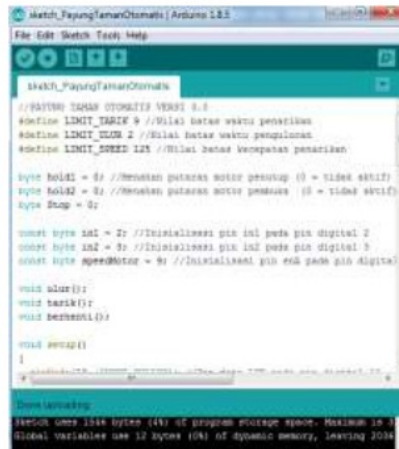 sketch_PayungTamanOtomatis | Arduino 1.8.5
File Edit Sketch Tools Help
sketch_PayungTamanOtomatis
//PAYUNG TAMAN OTOMATIS VERSI
#define LIMIT_TARIK 9 //Nilai batas waktu penarikan
#define LIMIT_ULUR 2 //Nilai batas waktu penguluran
#define LIMIT_SPEED 125 //Nilai batas kecepatan penarikan
byte hold1 = 0; //Menahan putaran motor penutup (0 = tidak aktif)
byte hold2 = 0; //Menahan putaran motor pembuka (0 = tidak aktif)
byte Stop = 0;
const byte in1 = 2; //Inisialisasi pin in1 pada pin digital 2
const byte in2 = 3; //Inisialisasi pin in2 pada pin digital 3
const byte speedMotor = 9; //Inisialisasi pin enA pada pin digital
void ulur();
void tarik();
void berhenti();
void setup()
{
Done uploading.
Sketch uses 1546 bytes (4%) of program storage space. Maximum is 3
Global variables use 12 bytes (0%) of dynamic memory, leaving 2036